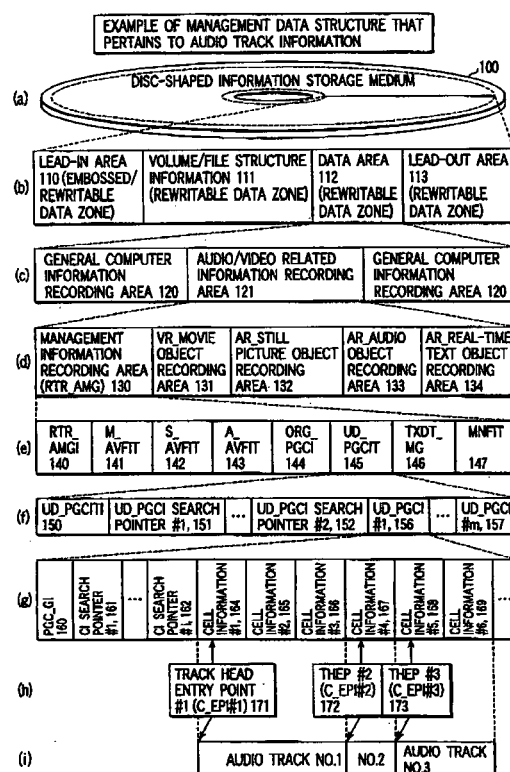 EXAMPLE OF MANAGEMENT DATA STRUCTURE THAT
PERTAINS TO AUDIO TRACK INFORMATION
100
DISC-SHAPED INFORMATION STORAGE MEDIUM
(a)
(b)
LEAD-IN AREA
110 (EMBOSSED/
REWRITABLE
DATA ZONE)
VOLUME/FILE STRUCTURE
INFORMATION 111
(REWRITABLE DATA ZONE)
DATA AREA
112
(REWRITABLE
DATA ZONE)
LEAD-OUT AREA
113
(REWRITABLE
DATA ZONE)
(c)
GENERAL COMPUTER
INFORMATION
RECORDING AREA 120
AUDIO/VIDEO RELATED
INFORMATION RECORDING
AREA 121
GENERAL COMPUTER
INFORMATION
RECORDING AREA 120
(d)
MANAGEMENT
INFORMATION
RECORDING AREA
(RTR_AMG) 130
VR_MOVIE
OBJECT
RECORDING
AREA 131
AR_STILL
PICTURE OBJECT
RECORDING
AREA 132
AR_AUDIO
OBJECT
RECORDING
AREA 133
AR_REAL-TIME
TEXT OBJECT
RECORDING
AREA 134
(e)
RTR_
AMGI
140
M_
AVFIT
141
S_
AVFIT
142
A_
AVFIT
143
ORG_
PGCI
144
UD_
PGCIT
145
TXDT_
MG
146
MNFIT
147
(f)
UD_PGCITI
150
UD_PGCI SEARCH
POINTER #1, 151
...
UD_PGCI SEARCH
POINTER #2, 152
UD_PGCI
#1, 156
...
UD_PGCI
#m, 157
(g)
PGC_GI
160
CI SEARCH
POINTER
#1, 161
...
CI SEARCH
POINTER
#i, 162
CELL
INFORMATION
#1, 164
CELL
INFORMATION
#2, 165
CELL
INFORMATION
#3, 166
CELL
INFORMATION
#4, 167
CELL
INFORMATION
#5, 168
CELL
INFORMATION
#6, 169
...
(h)
TRACK HEAD
ENTRY POINT
#1 (C_EPI#1) 171
THEP #2
(C_EPI#2)
172
THEP #3
(C_EPI#3)
173
(i)
AUDIO TRACK NO.1
NO.2
AUDIO TRACK
NO.3